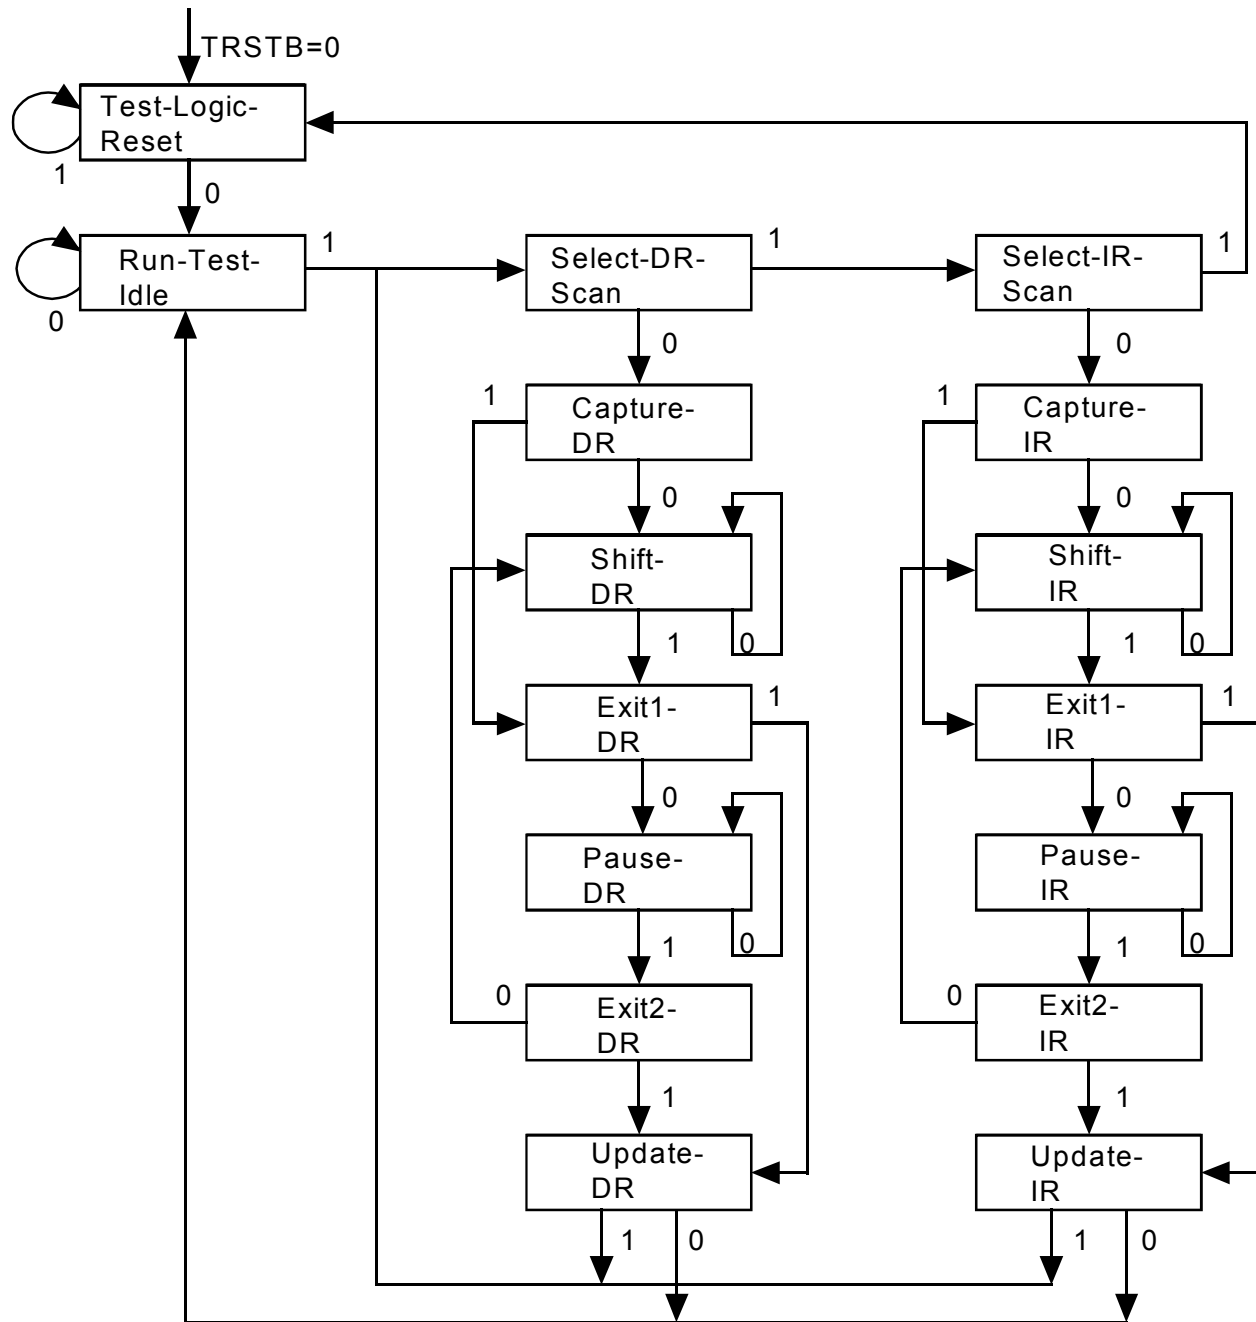 TRSTB=0
Test-Logic-
Reset
1
0
Run-Test-
Idle
1
0
Select-DR-
Scan
1
0
Select-IR-
Scan
1
0
Capture-
DR
1
0
Capture-
IR
1
0
Shift-
DR
1
0
Shift-
IR
1
0
Exit1-
DR
1
0
Exit1-
IR
1
0
Pause-
DR
1
0
Pause-
IR
1
0
Exit2-
DR
0
1
Exit2-
IR
0
1
Update-
DR
1
0
Update-
IR
1
0